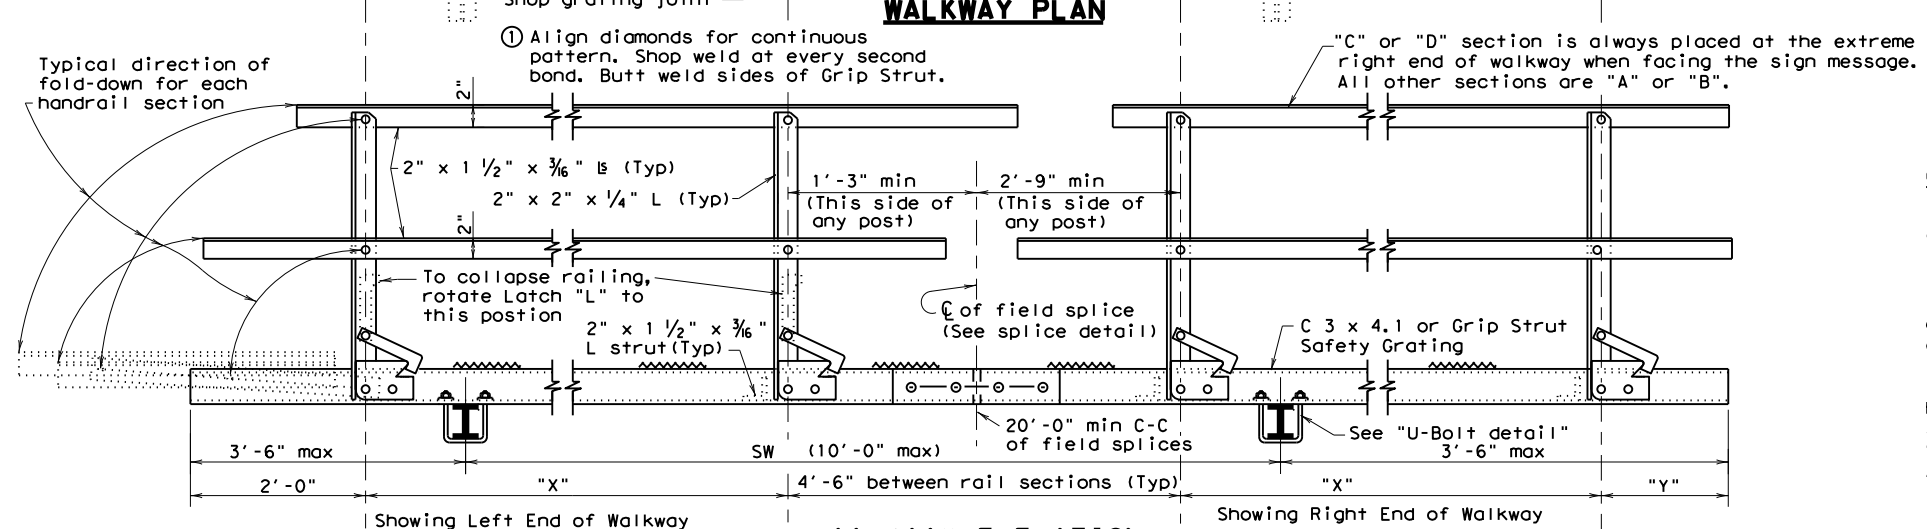 Shop grating joint
WALKWAY PLAN
① Align diamonds for continuous
pattern. Shop weld at every second
bond. Butt weld sides of Grip Strut.
Typical direction of
fold-down for each
handrail section
"C" or "D" section is always placed at the extreme
right end of walkway when facing the sign message.
All other sections are "A" or "B".
2"
2" x 1 1/2" x 3/16" Ls (Typ)
2" x 2" x 1/4" L (Typ)
1'-3" min
(This side of
any post)
2'-9" min
(This side of
any post)
2"
To collapse railing,
rotate Latch "L" to
this postion
2" x 1 1/2" x 3/16"
L strut(Typ)
℄ of field splice
(See splice detail)
C 3 x 4.1 or Grip Strut
Safety Grating
20'-0" min C-C
of field splices
See "U-Bolt detail"
3'-6" max
SW (10'-0" max)
3'-6" max
2'-0"
"X"
4'-6" between rail sections (Typ)
"X"
"Y"
Showing Left End of Walkway
Showing Right End of Walkway